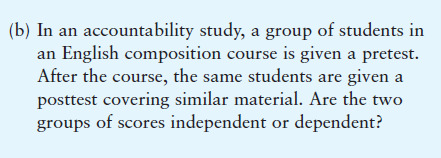 (b) In an accountability study, a group of students in
an English composition course is given a pretest.
After the course, the same students are given a
posttest covering similar material. Are the two
groups of scores independent or dependent?